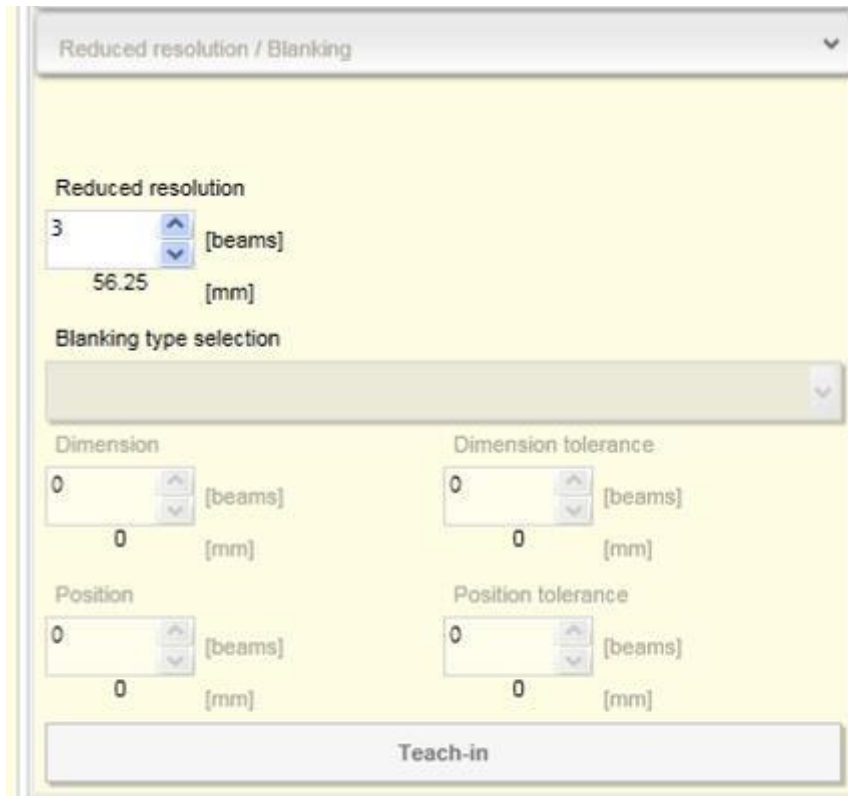 Reduced resolution / Blanking
Reduced resolution
3 [beams]
56.25 [mm]
Blanking type selection
Dimension Dimension tolerance
0 [beams] 0 [beams]
0 [mm] 0 [mm]
Position Position tolerance
0 [beams] 0 [beams]
0 [mm] 0 [mm]
Teach-in